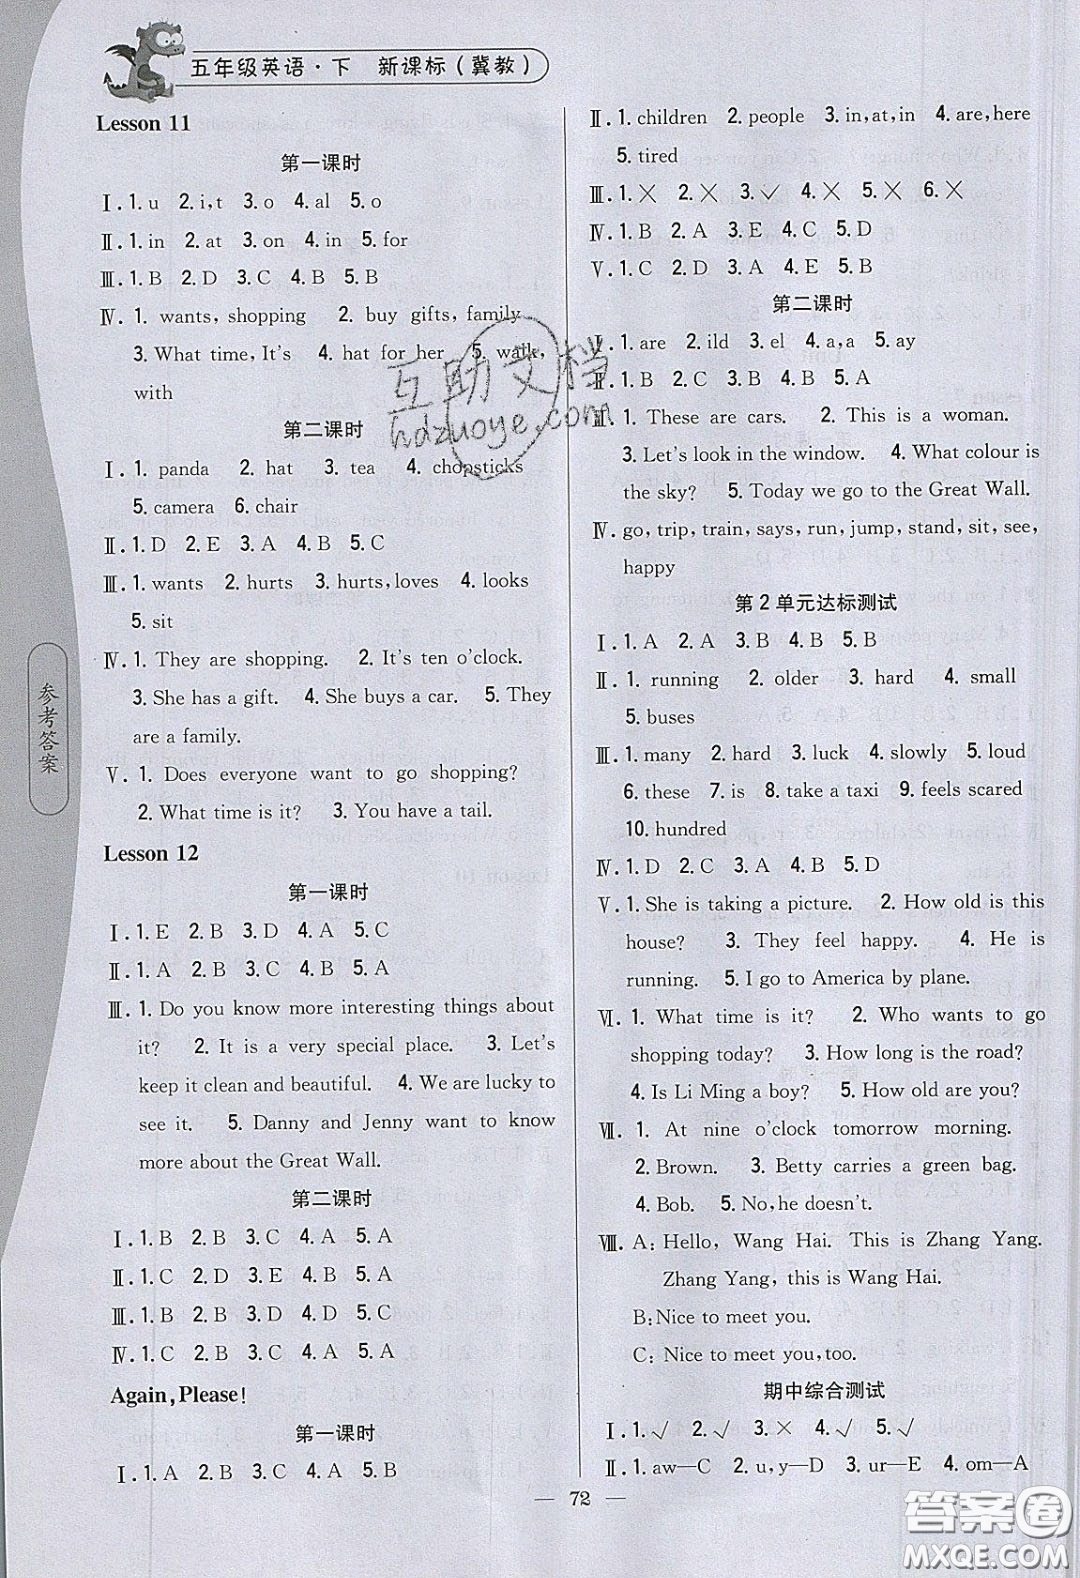 五年级英语·下 新课标(冀教)
Lesson 11
第一课时
Ⅰ.1. u 2. i,t 3. o 4. al 5. o
Ⅱ.1. in 2. at 3. on 4. in 5. for
Ⅲ.1. B 2. D 3. C 4. B 5. B
Ⅳ.1. wants, shopping 2. buy gifts, family
3. What time, It's 4. hat for her 5. walk,
with
第二课时
Ⅰ.1. panda 2. hat 3. tea 4. chopsticks
5. camera 6. chair
Ⅱ.1. D 2. E 3. A 4. B 5. C
Ⅲ.1. wants 2. hurts 3. hurts, loves 4. looks
5. sit
Ⅳ.1. They are shopping. 2. It's ten o'clock.
3. She has a gift. 4. She buys a car. 5. They
are a family.
Ⅴ.1. Does everyone want to go shopping?
2. What time is it? 3. You have a tail.
Lesson 12
第一课时
Ⅰ.1. E 2. B 3. D 4. A 5. C
Ⅱ.1. A 2. B 3. C 4. B 5. A
Ⅲ.1. Do you know more interesting things about
it? 2. It is a very special place. 3. Let's
keep it clean and beautiful. 4. We are lucky to
see it. 5. Danny and Jenny want to know
more about the Great Wall.
第二课时
Ⅰ.1. B 2. B 3. C 4. A 5. A
Ⅱ.1. C 2. D 3. E 4. B 5. A
Ⅲ.1. B 2. B 3. A 4. D 5. C
Ⅳ.1. C 2. B 3. B 4. C 5. A
Again, Please!
第一课时
Ⅰ.1. A 2. B 3. A 4. A 5. B
Ⅱ.1. children 2. people 3. in, at, in 4. are, here
5. tired
Ⅲ.1. × 2. × 3. √ 4. × 5. × 6. ×
Ⅳ.1. B 2. A 3. E 4. C 5. D
Ⅴ.1. C 2. D 3. A 4. E 5. B
第二课时
Ⅰ.1. are 2. ild 3. el 4. a,a 5. ay
Ⅱ.1. B 2. C 3. A 4. B 5. A
Ⅲ.1. These are cars. 2. This is a woman.
3. Let's look in the window. 4. What colour is
the sky? 5. Today we go to the Great Wall.
Ⅳ. go, trip, train, says, run, jump, stand, sit, see,
happy
第2单元达标测试
Ⅰ.1. A 2. A 3. B 4. B 5. B
Ⅱ.1. running 2. older 3. hard 4. small
5. buses
Ⅲ.1. many 2. hard 3. luck 4. slowly 5. loud
6. these 7. is 8. take a taxi 9. feels scared
10. hundred
Ⅳ.1. D 2. C 3. A 4. B 5. A
Ⅴ.1. She is taking a picture. 2. How old is this
house? 3. They feel happy. 4. He is
running. 5. I go to America by plane.
Ⅵ.1. What time is it? 2. Who wants to go
shopping today? 3. How long is the road?
4. Is Li Ming a boy? 5. How old are you?
Ⅶ.1. At nine o'clock tomorrow morning.
2. Brown. 3. Betty carries a green bag.
4. Bob. 5. No, he doesn't.
Ⅷ. A: Hello, Wang Hai. This is Zhang Yang.
Zhang Yang, this is Wang Hai.
B: Nice to meet you.
C: Nice to meet you, too.
期中综合测试
Ⅰ.1. √ 2. √ 3. × 4. √ 5. √
Ⅱ.1. aw—C 2. u,y—D 3. ur—E 4. om—A
参考答案
72
互助文档
hdzuoye.com
答案圈
MXQE.COM